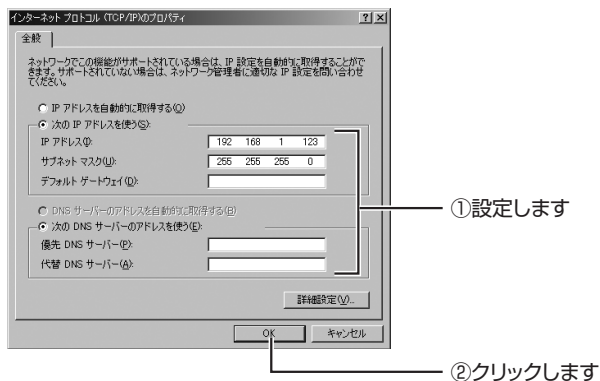 インターネット プロトコル (TCP/IP)のプロパティ
全般
ネットワークでこの機能がサポートされている場合は、IP 設定を自動的に取得することがで
きます。サポートされていない場合は、ネットワーク管理者に適切な IP 設定を問い合わせ
てください。
IP アドレスを自動的に取得する(O)
次の IP アドレスを使う(S):
IP アドレス(I): 192 168 1 123
サブネット マスク(U): 255 255 255 0
デフォルト ゲートウェイ(D):
DNS サーバーのアドレスを自動的に取得する(B)
次の DNS サーバーのアドレスを使う(E):
優先 DNS サーバー(P):
代替 DNS サーバー(A):
詳細設定(V)...
OK キャンセル
①設定します
②クリックします